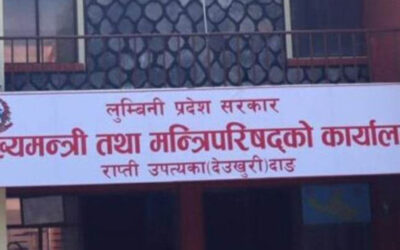 लुम्बिनी प्रदेश सरकार
ख्यमन्त्री तथा मन्त्रिपरिषद्को कार्याल
राप्ती उपत्यका(देउखुरी)दाङ